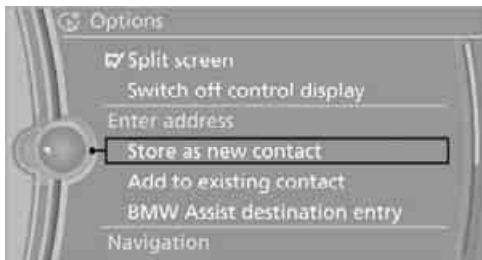 Options
Split screen
Switch off control display
Enter address
Store as new contact
Add to existing contact
BMW Assist destination entry
Navigation